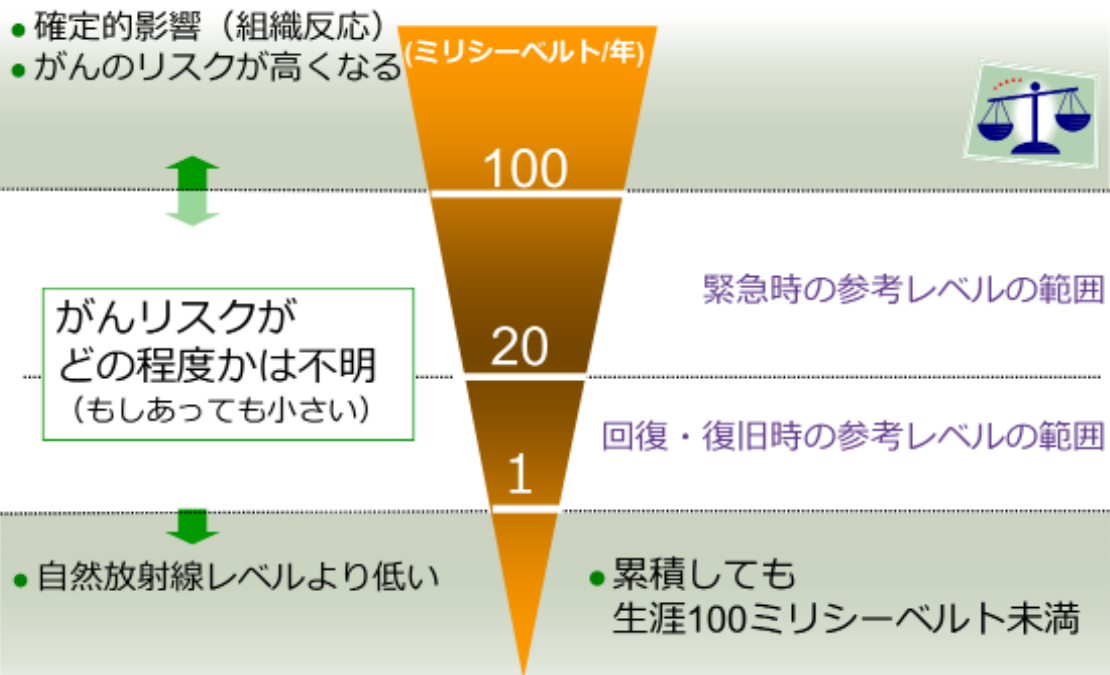 ● 確定的影響（組織反応）
● がんのリスクが高くなる
(ミリシーベルト/年)
100
緊急時の参考レベルの範囲
がんリスクが
どの程度かは不明
（もしあっても小さい）
20
回復・復旧時の参考レベルの範囲
1
● 自然放射線レベルより低い
● 累積しても
生涯100ミリシーベルト未満